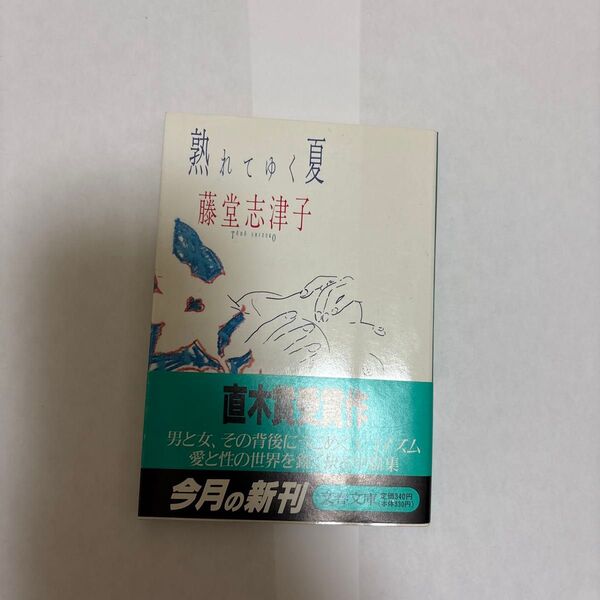 熟れてゆく夏
藤堂志津子
TŌDŌ SHIZUKO
直木賞受賞作
男と女、その背後に
愛と性の世界を
今月の新刊
文春文庫
定価340円
(本体330円)